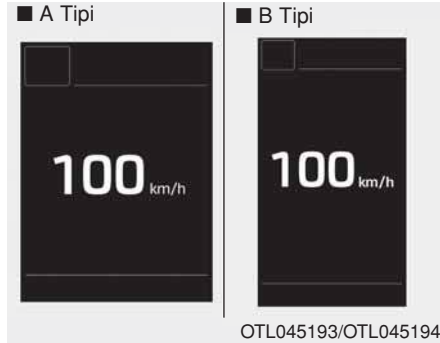 ■ A Tipi
■ B Tipi
100 km/h
100 km/h
OTL045193/OTL045194